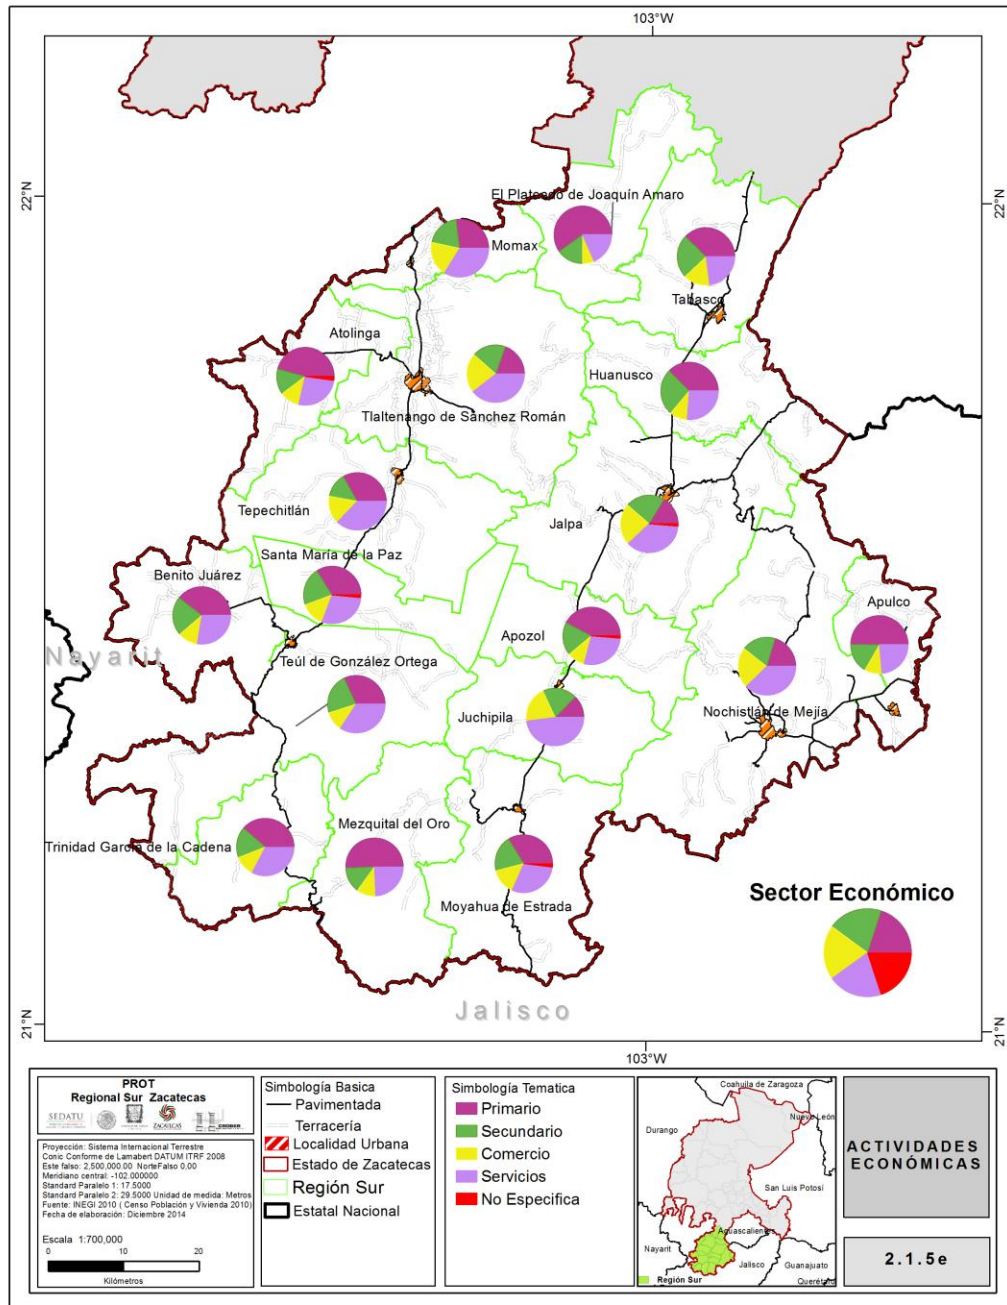 103°W
22°N
22°N
El Plateado de Joaquín Amaro
Momax
Tabasco
Atolinga
Huanusco
Tlaltenango de Sánchez Román
Tepechitlán
Jalpa
Santa María de la Paz
Benito Juárez
Apulco
Apozol
Nayarit
Teúl de González Ortega
Juchipila
Nochistlán de Mejía
Mezquital del Oro
Trinidad García de la Cadena
Moyahua de Estrada
Sector Económico
Jalisco
21°N
21°N
103°W
PROT
Regional Sur Zacatecas
SEDATU
ZACATECAS
Proyección: Sistema Internacional Terrestre
Conic Conforme de Lamabert DATUM ITRF 2008
Este falso: 2,500,000.00 NorteFalso 0,00
Meridiano central: -102.000000
Standard Paralelo 1: 17.5000
Standard Paralelo 2: 29.5000 Unidad de medida: Metros
Fuente: INEGI 2010 ( Censo Población y Vivienda 2010)
Fecha de elaboración: Diciembre 2014
Escala 1:700,000
0 10 20
Kilómetros
Simbología Basica
Pavimentada
Terracería
Localidad Urbana
Estado de Zacatecas
Región Sur
Estatal Nacional
Simbología Tematica
Primario
Secundario
Comercio
Servicios
No Especifica
Coahuila de Zaragoza
Nuevo León
Durango
San Luis Potosí
Aguascalientes
Nayarit
Jalisco
Guanajuato
Región Sur
Querétaro
ACTIVIDADES
ECONÓMICAS
2.1.5e